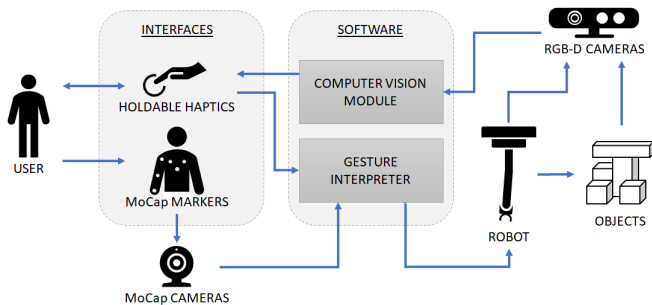 INTERFACES
SOFTWARE
RGB-D CAMERAS
HOLDABLE HAPTICS
COMPUTER VISION
MODULE
USER
GESTURE
INTERPRETER
MoCap MARKERS
ROBOT
OBJECTS
MoCap CAMERAS